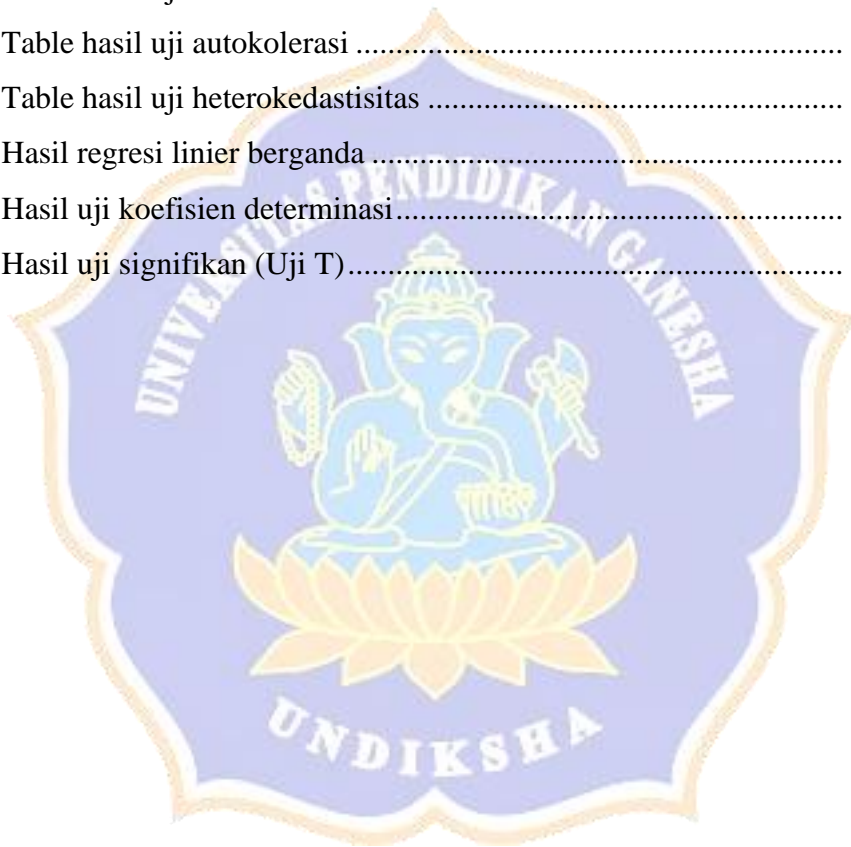 Table hasil uji autokolerasi ............................................................
Table hasil uji heterokedastisitas ...................................................
Hasil regresi linier berganda ..........................................................
Hasil uji koefisien determinasi.......................................................
Hasil uji signifikan (Uji T).............................................................
UNIVERSITAS PENDIDIKAN GANESHA
UNDIKSHA